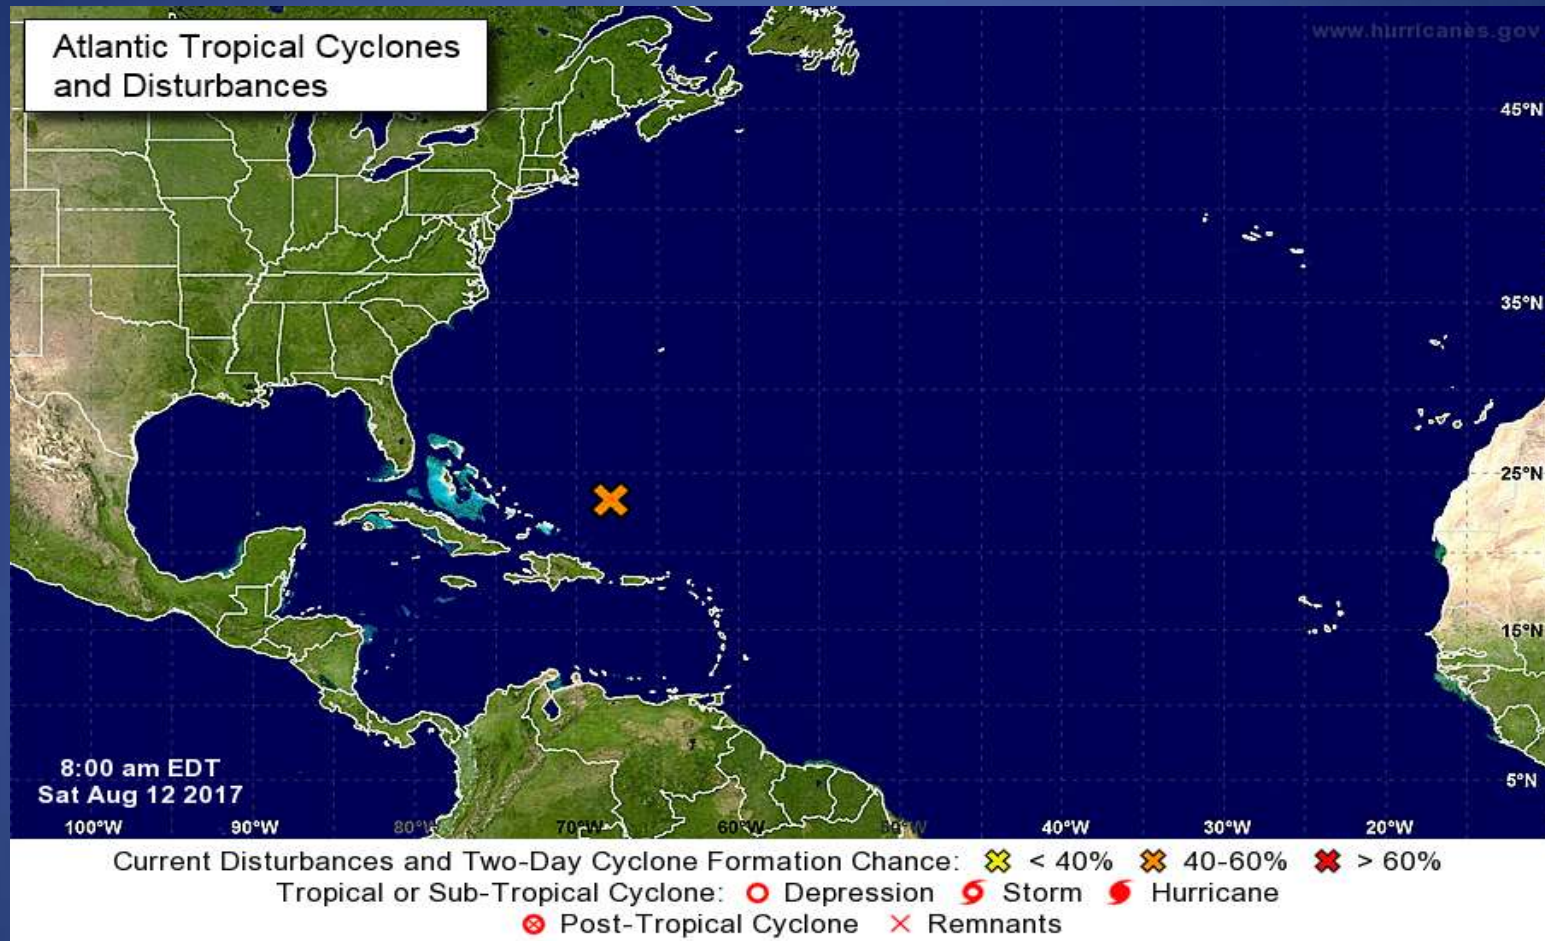 Atlantic Tropical Cyclones
and Disturbances
www.hurricanes.gov
45°N
35°N
25°N
15°N
5°N
8:00 am EDT
Sat Aug 12 2017
100°W 90°W 80°W 70°W 60°W 50°W 40°W 30°W 20°W
Current Disturbances and Two-Day Cyclone Formation Chance: < 40% 40-60% > 60%
Tropical or Sub-Tropical Cyclone: Depression Storm Hurricane
Post-Tropical Cyclone Remnants